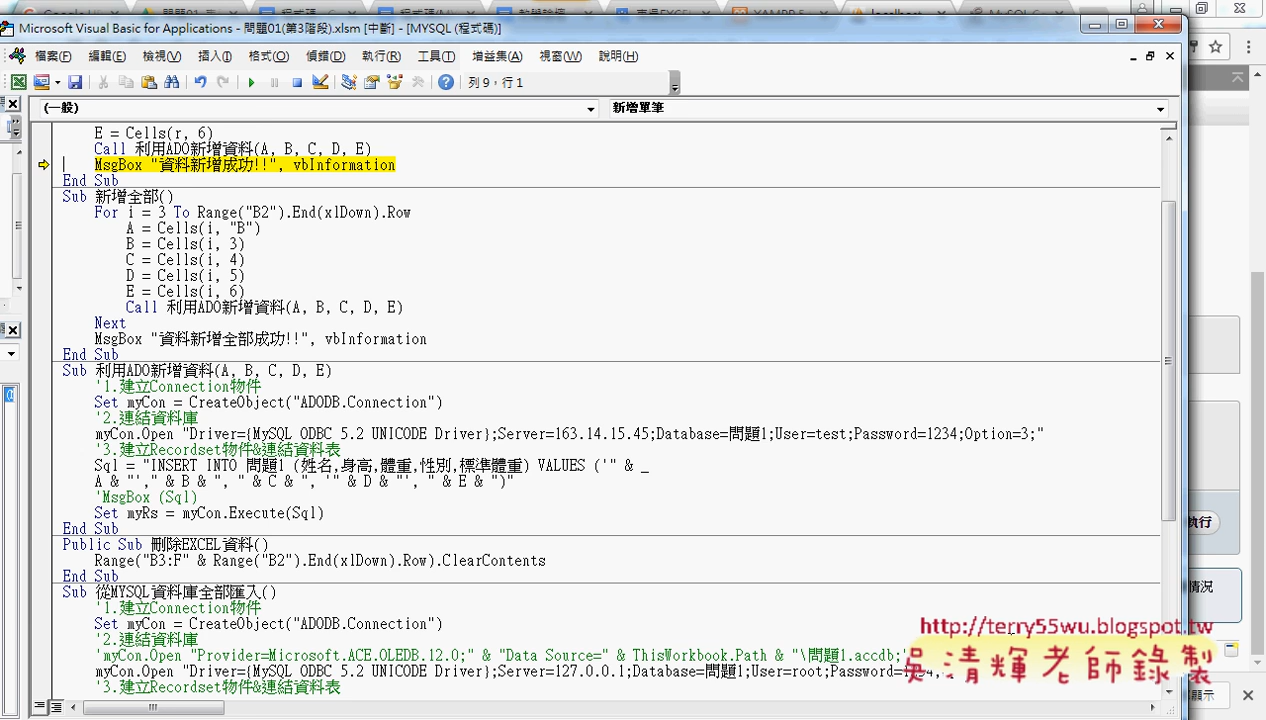 Microsoft Visual Basic for Applications - 問題01(第3階段).xlsm [中斷] - [MYSQL (程式碼)]
檔案(F) 編輯(E) 檢視(V) 插入(I) 格式(O) 偵錯(D) 執行(R) 工具(T) 增益集(A) 視窗(W) 說明(H)
列 9，行 1
(一般) 新增單筆
E = Cells(r, 6)
Call 利用ADO新增資料(A, B, C, D, E)
MsgBox "資料新增成功!!", vbInformation
End Sub
Sub 新增全部()
For i = 3 To Range("B2").End(xlDown).Row
A = Cells(i, "B")
B = Cells(i, 3)
C = Cells(i, 4)
D = Cells(i, 5)
E = Cells(i, 6)
Call 利用ADO新增資料(A, B, C, D, E)
Next
MsgBox "資料新增全部成功!!", vbInformation
End Sub
Sub 利用ADO新增資料(A, B, C, D, E)
'1.建立Connection物件
Set myCon = CreateObject("ADODB.Connection")
'2.連結資料庫
myCon.Open "Driver={MySQL ODBC 5.2 UNICODE Driver};Server=163.14.15.45;Database=問題1;User=test;Password=1234;Option=3;"
'3.建立Recordset物件&連結資料表
Sql = "INSERT INTO 問題1 (姓名,身高,體重,性別,標準體重) VALUES ('" & _
A & "'," & B & ", " & C & ", '" & D & "', " & E & ")"
'MsgBox (Sql)
Set myRs = myCon.Execute(Sql)
End Sub
Public Sub 刪除EXCEL資料()
Range("B3:F" & Range("B2").End(xlDown).Row).ClearContents
End Sub
Sub 從MYSQL資料庫全部匯入()
'1.建立Connection物件
Set myCon = CreateObject("ADODB.Connection")
'2.連結資料庫
'myCon.Open "Provider=Microsoft.ACE.OLEDB.12.0;" & "Data Source=" & ThisWorkbook.Path & "\問題1.accdb;"
myCon.Open "Driver={MySQL ODBC 5.2 UNICODE Driver};Server=127.0.0.1;Database=問題1;User=root;Password=
'3.建立Recordset物件&連結資料表
執行
情況
顯示
http://terry55wu.blogspot.tw
吳清輝老師錄製